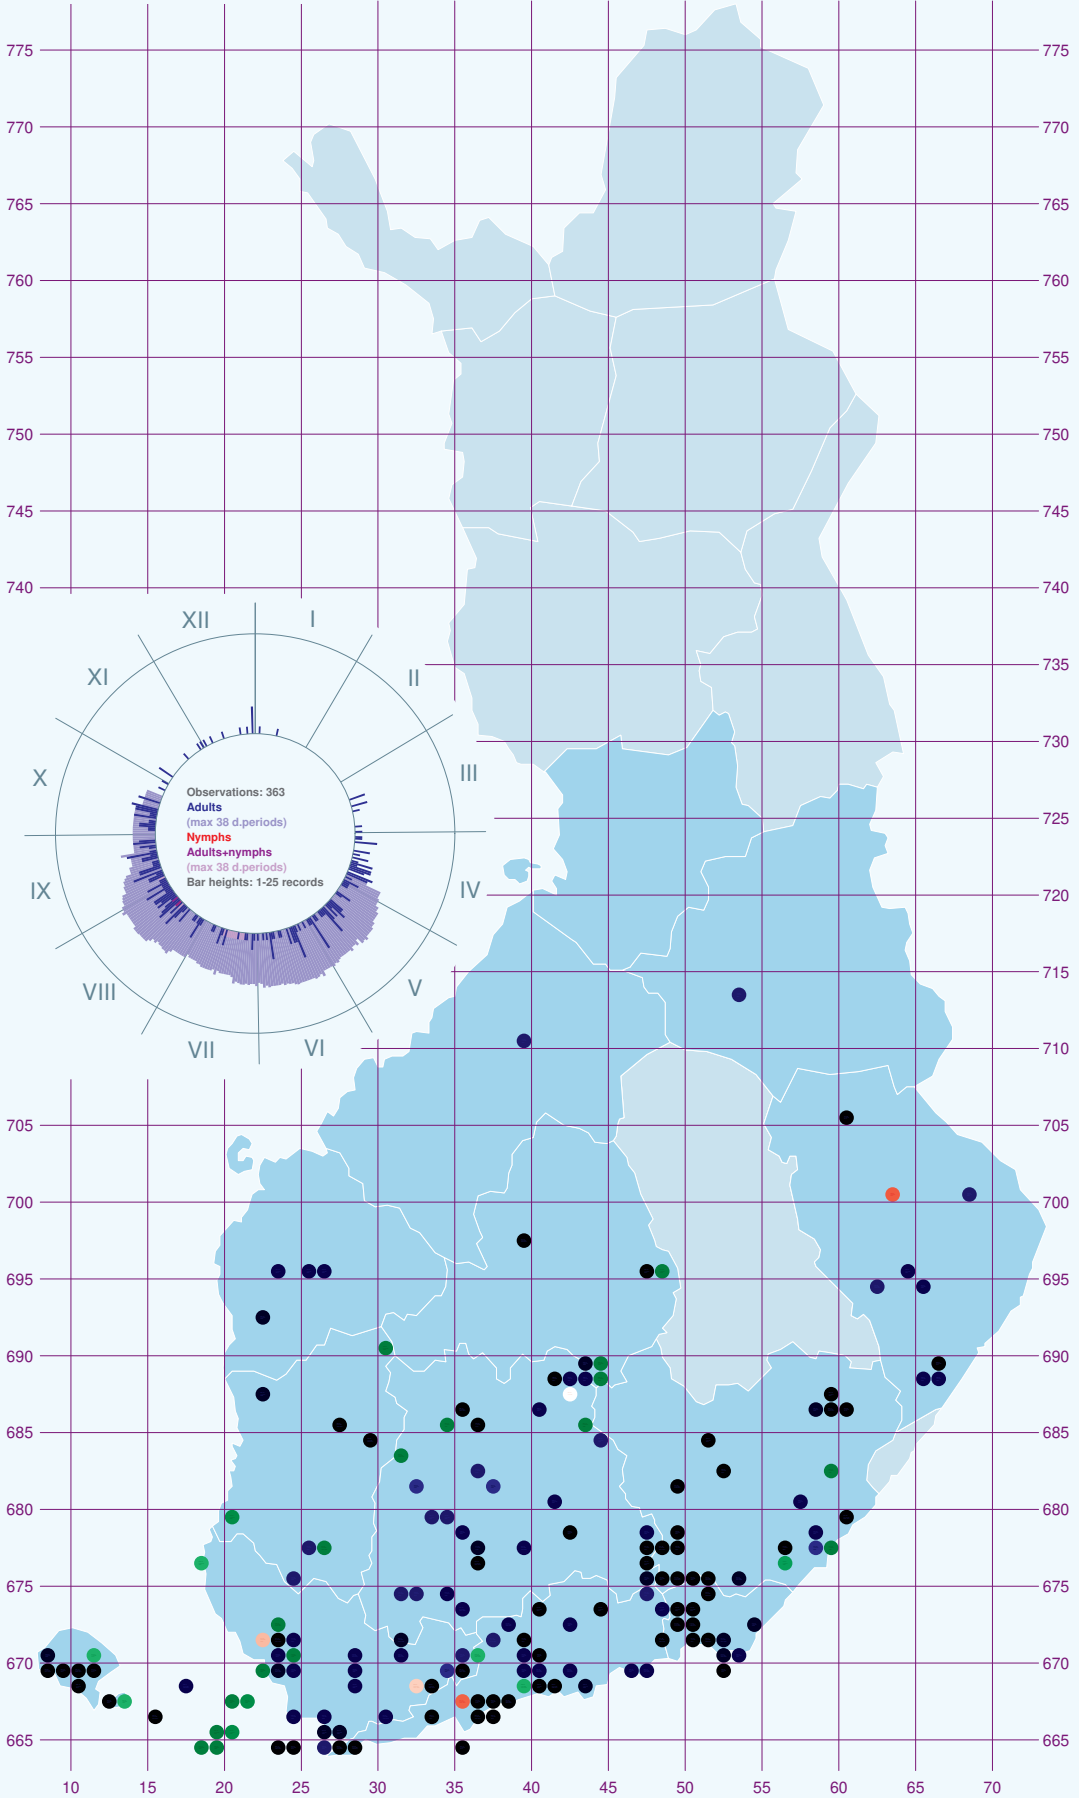 775 775
770 770
765 765
760 760
755 755
750 750
745 745
740 740
XII I
XI II
735
730
X III
Observations: 363
Adults
(max 38 d.periods)
Nymphs
Adults+nymphs
(max 38 d.periods)
Bar heights: 1-25 records
725
IX IV
720
VIII V
715
VII VI
710
705 705
700 700
695 695
690 690
685 685
680 680
675 675
670 670
665 665
10 15 20 25 30 35 40 45 50 55 60 65 70